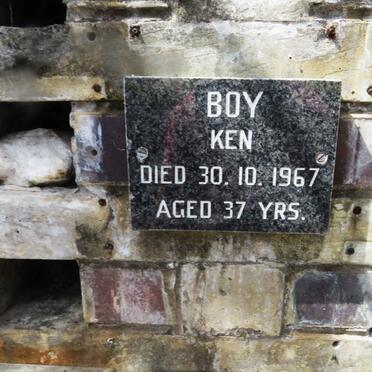 BOY
KEN
DIED 30.10.1967
AGED 37 YRS.